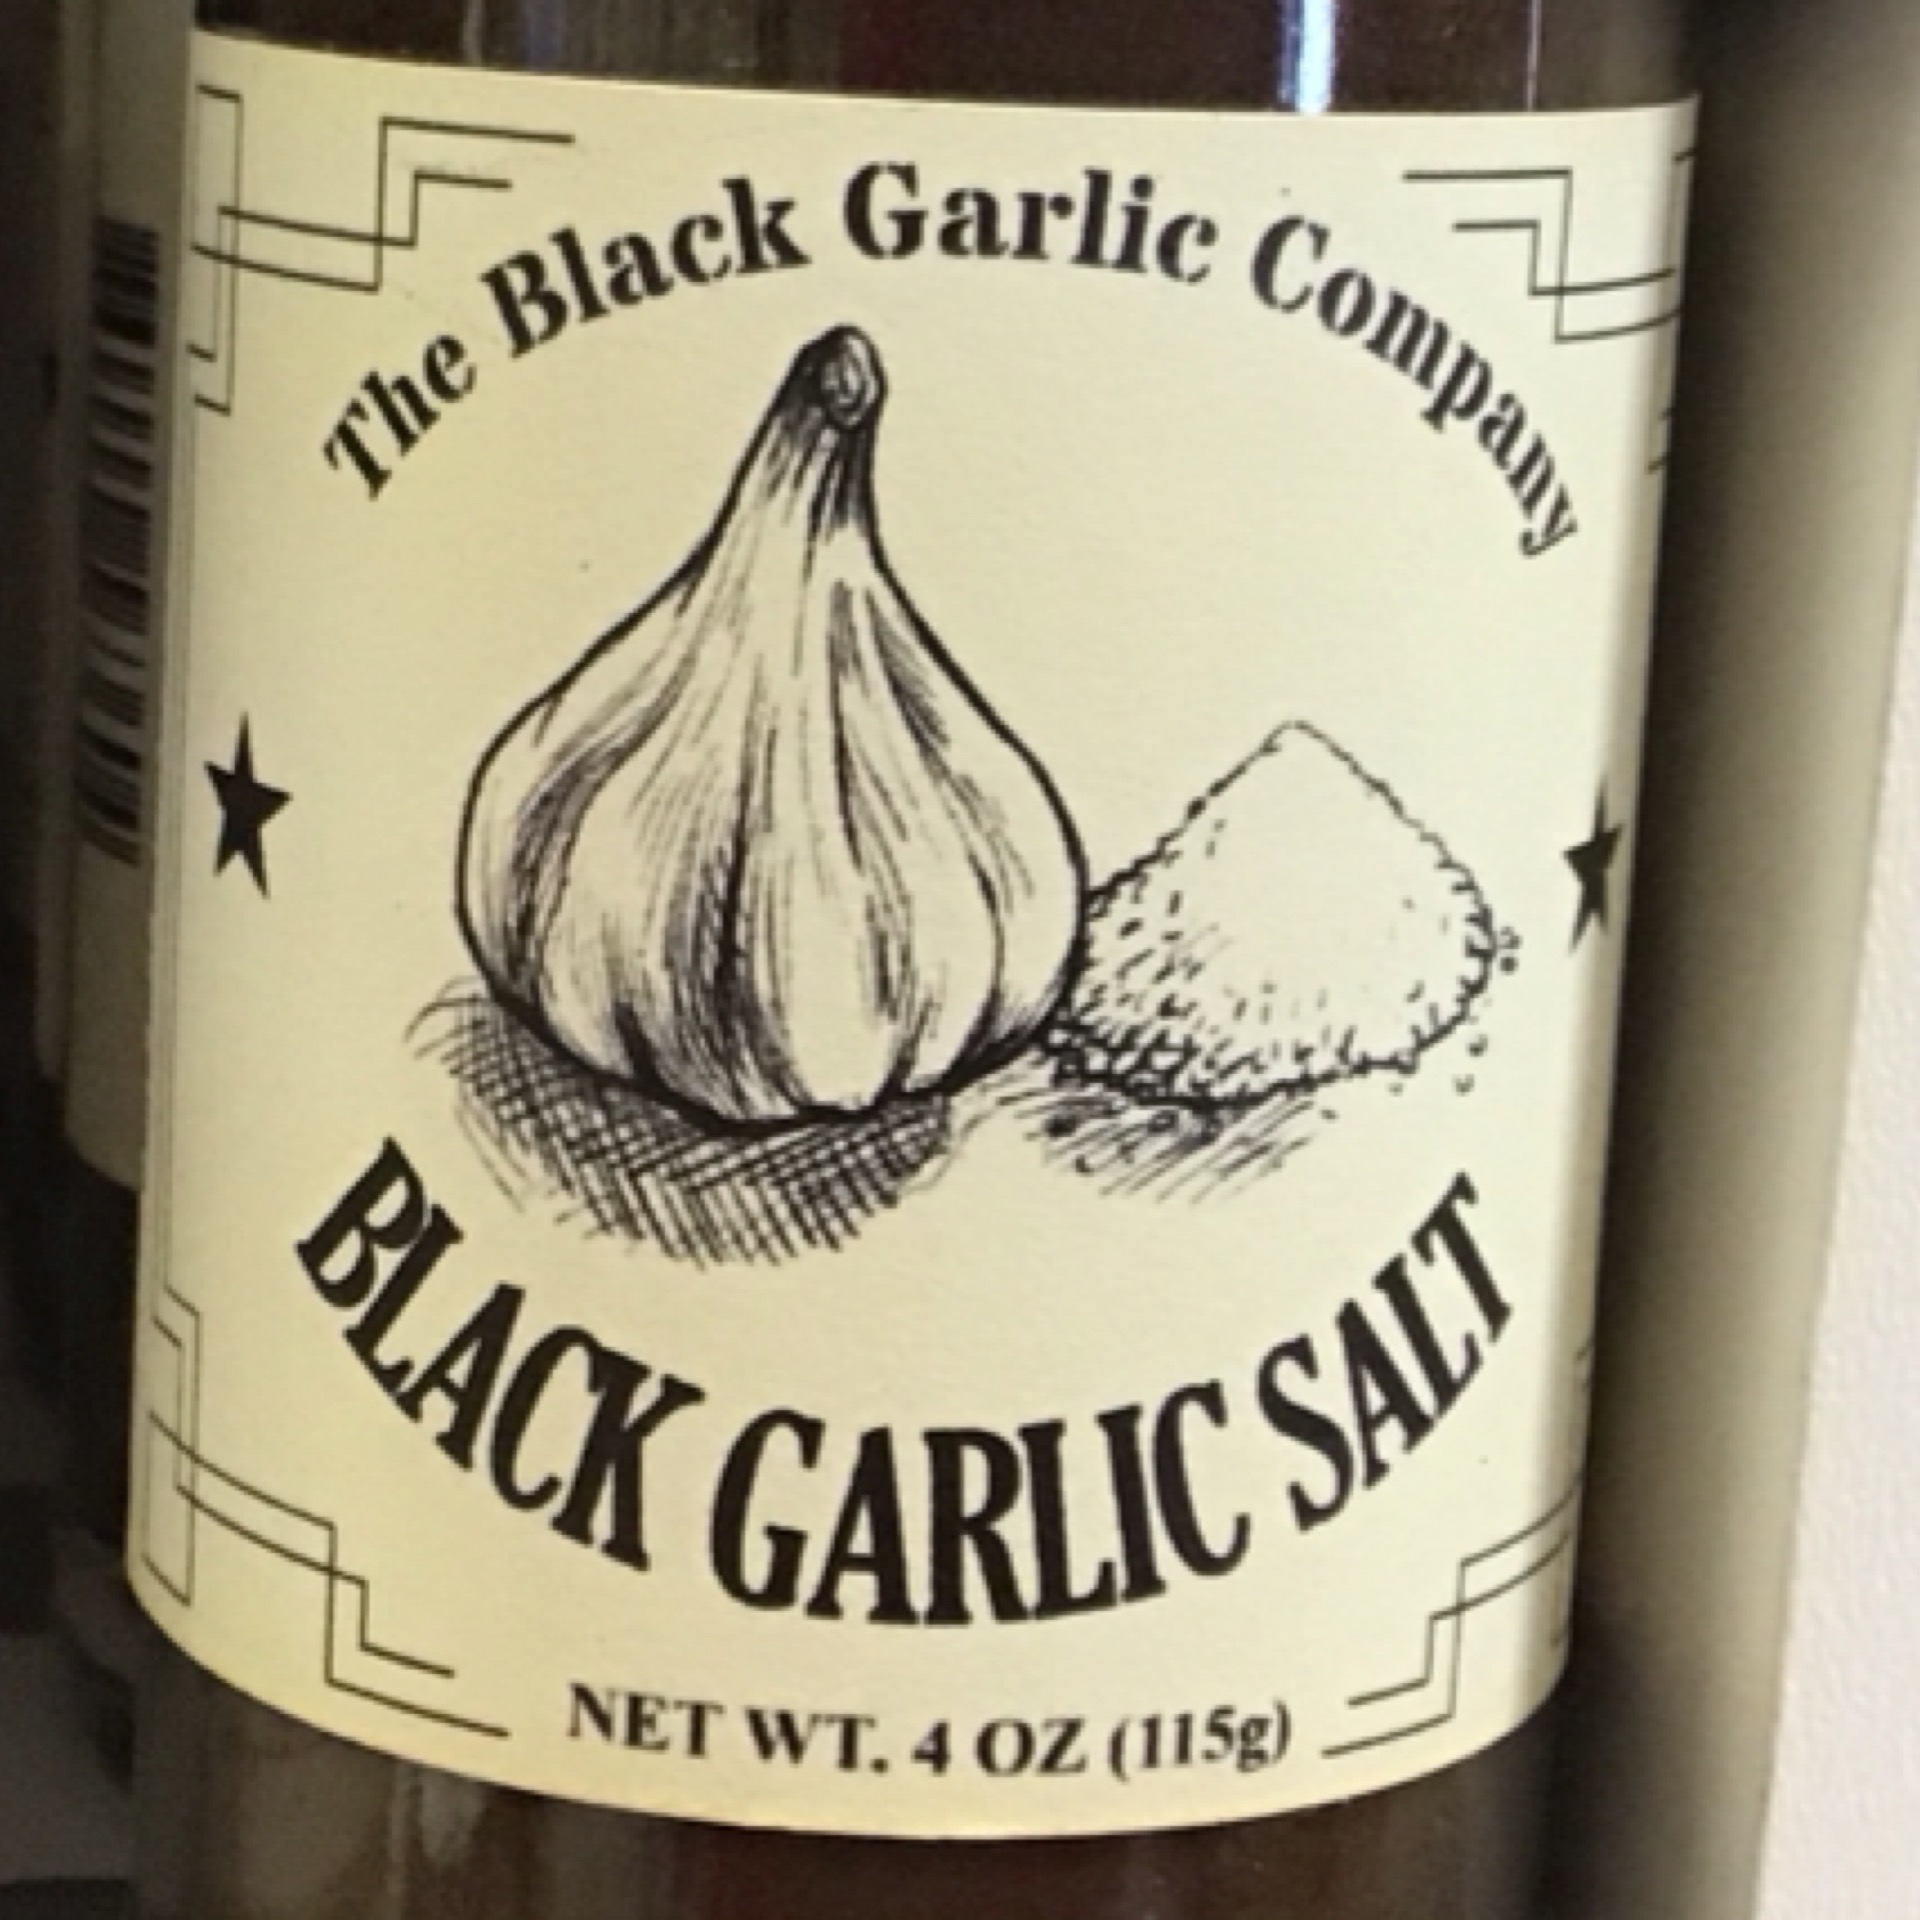 The Black Garlic Company
BLACK GARLIC SALT
NET WT. 4 OZ (115g)